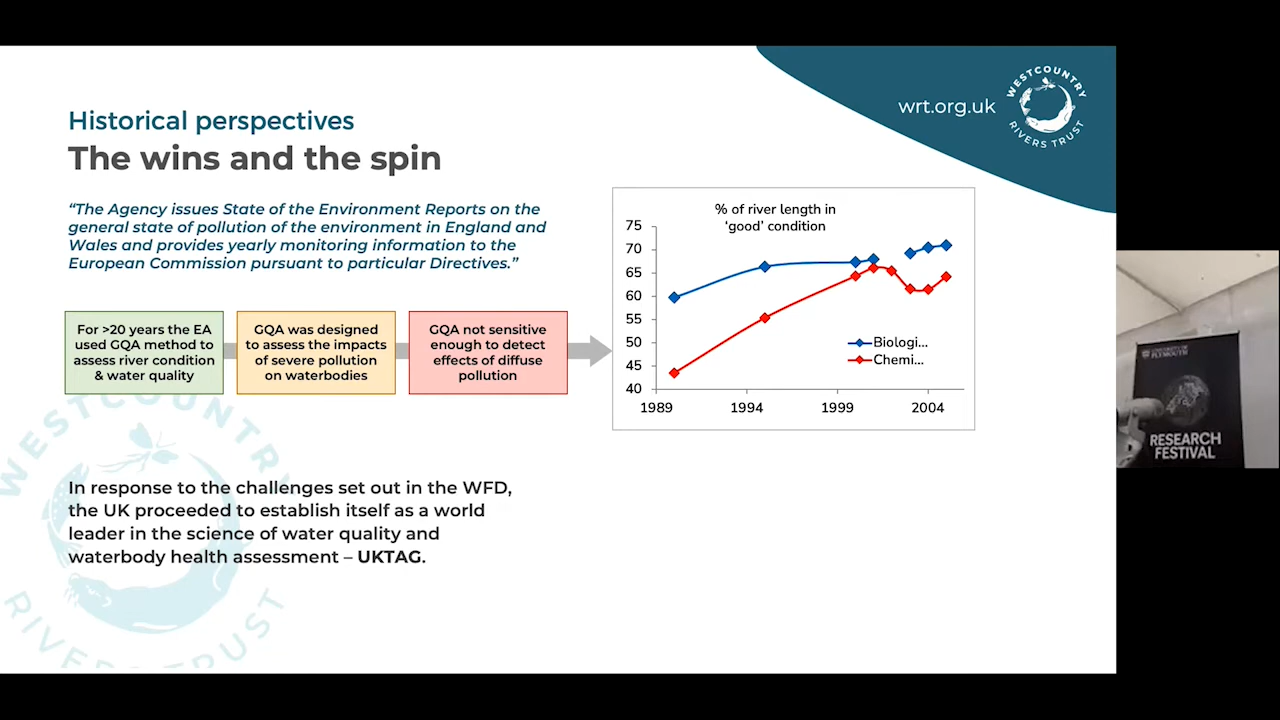 wrt.org.uk
WESTCOUNTRY
RIVERS TRUST
Historical perspectives
The wins and the spin
“The Agency issues State of the Environment Reports on the
general state of pollution of the environment in England and
Wales and provides yearly monitoring information to the
European Commission pursuant to particular Directives.”
For >20 years the EA
used GQA method to
assess river condition
& water quality
GQA was designed
to assess the impacts
of severe pollution
on waterbodies
GQA not sensitive
enough to detect
effects of diffuse
pollution
% of river length in
‘good’ condition
75
70
65
60
55
50
45
40
1989
1994
1999
2004
Biologi...
Chemi...
WESTCOUNTRY
RIVERS TRUST
In response to the challenges set out in the WFD,
the UK proceeded to establish itself as a world
leader in the science of water quality and
waterbody health assessment – UKTAG.
UNIVERSITY OF
PLYMOUTH
RESEARCH
FESTIVAL